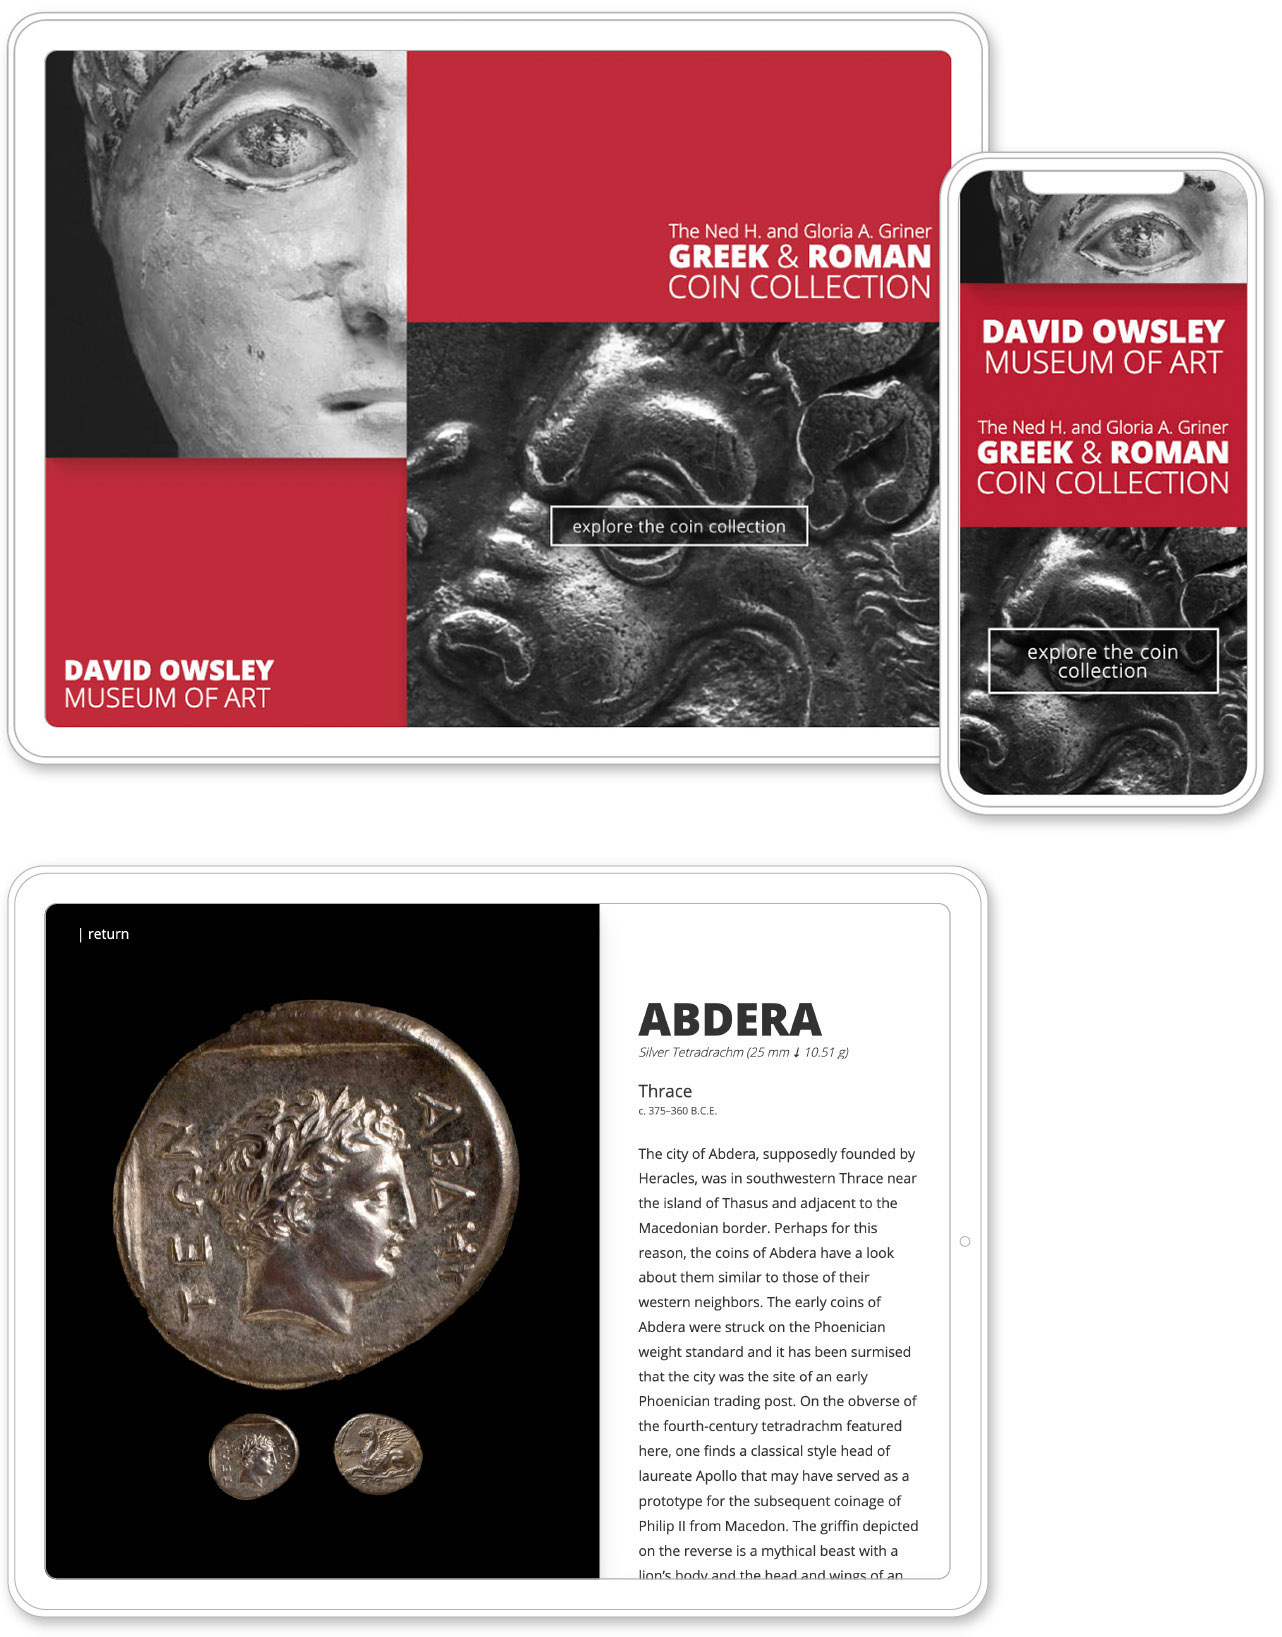 The Ned H. and Gloria A. Griner
GREEK & ROMAN
COIN COLLECTION
explore the coin collection
DAVID OWSLEY
MUSEUM OF ART
DAVID OWSLEY
MUSEUM OF ART
The Ned H. and Gloria A. Griner
GREEK & ROMAN
COIN COLLECTION
explore the coin
collection
| return
ABDERA
Silver Tetradrachm (25 mm ↓ 10.51 g)
Thrace
c. 375–360 B.C.E.
The city of Abdera, supposedly founded by
Heracles, was in southwestern Thrace near
the island of Thasus and adjacent to the
Macedonian border. Perhaps for this
reason, the coins of Abdera have a look
about them similar to those of their
western neighbors. The early coins of
Abdera were struck on the Phoenician
weight standard and it has been surmised
that the city was the site of an early
Phoenician trading post. On the obverse of
the fourth-century tetradrachm featured
here, one finds a classical style head of
laureate Apollo that may have served as a
prototype for the subsequent coinage of
Philip II from Macedon. The griffin depicted
on the reverse is a mythical beast with a
lion's body and the head and wings of an